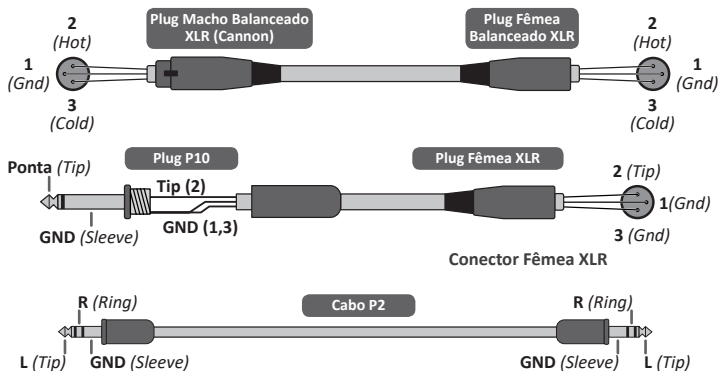 Plug Macho Balanceado
XLR (Cannon)
Plug Fêmea
Balanceado XLR
2
(Hot)
1
(Gnd)
3
(Cold)
2
(Hot)
1
(Gnd)
3
(Cold)
Plug P10
Plug Fêmea XLR
Ponta (Tip)
Tip (2)
GND (Sleeve)
GND (1,3)
2 (Tip)
1(Gnd)
3 (Gnd)
Conector Fêmea XLR
Cabo P2
R (Ring)
L (Tip)
GND (Sleeve)
R (Ring)
GND (Sleeve)
L (Tip)